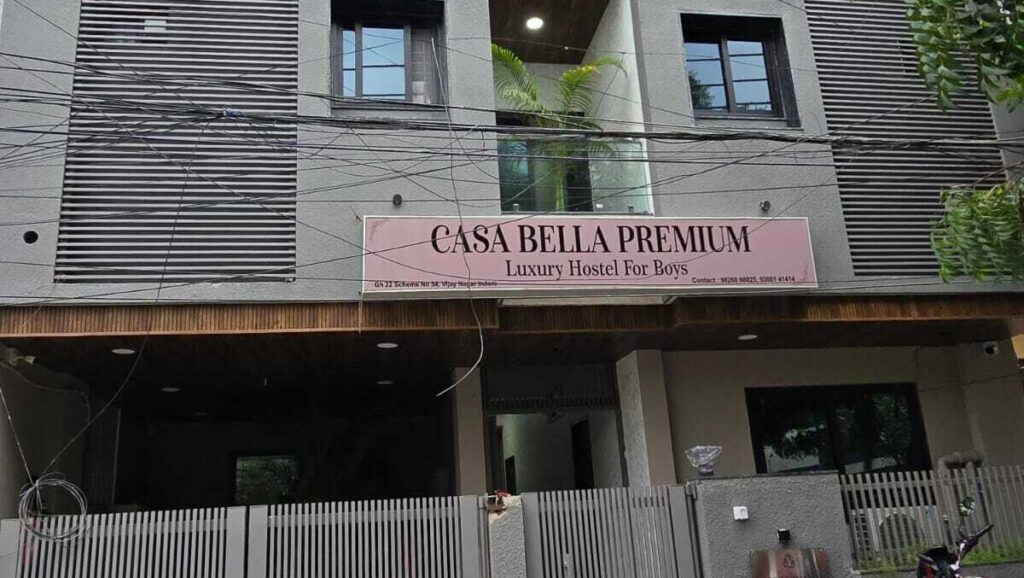 CASA BELLA PREMIUM
Luxury Hostel For Boys
Gh 22 Scheme No 54, Vijay Nagar Indore
Contact : 98260 68825, 93001 41414